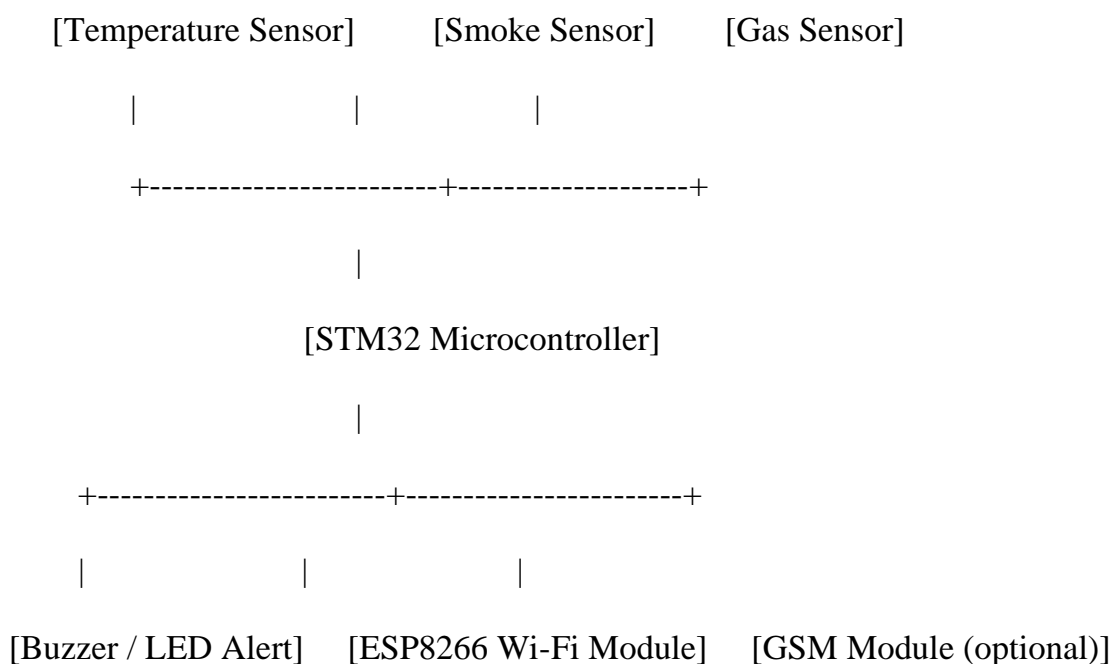 [Temperature Sensor] [Smoke Sensor] [Gas Sensor]
| | |
+-------------------------+--------------------+
|
[STM32 Microcontroller]
|
+-------------------------+------------------------+
| | |
[Buzzer / LED Alert] [ESP8266 Wi-Fi Module] [GSM Module (optional)]